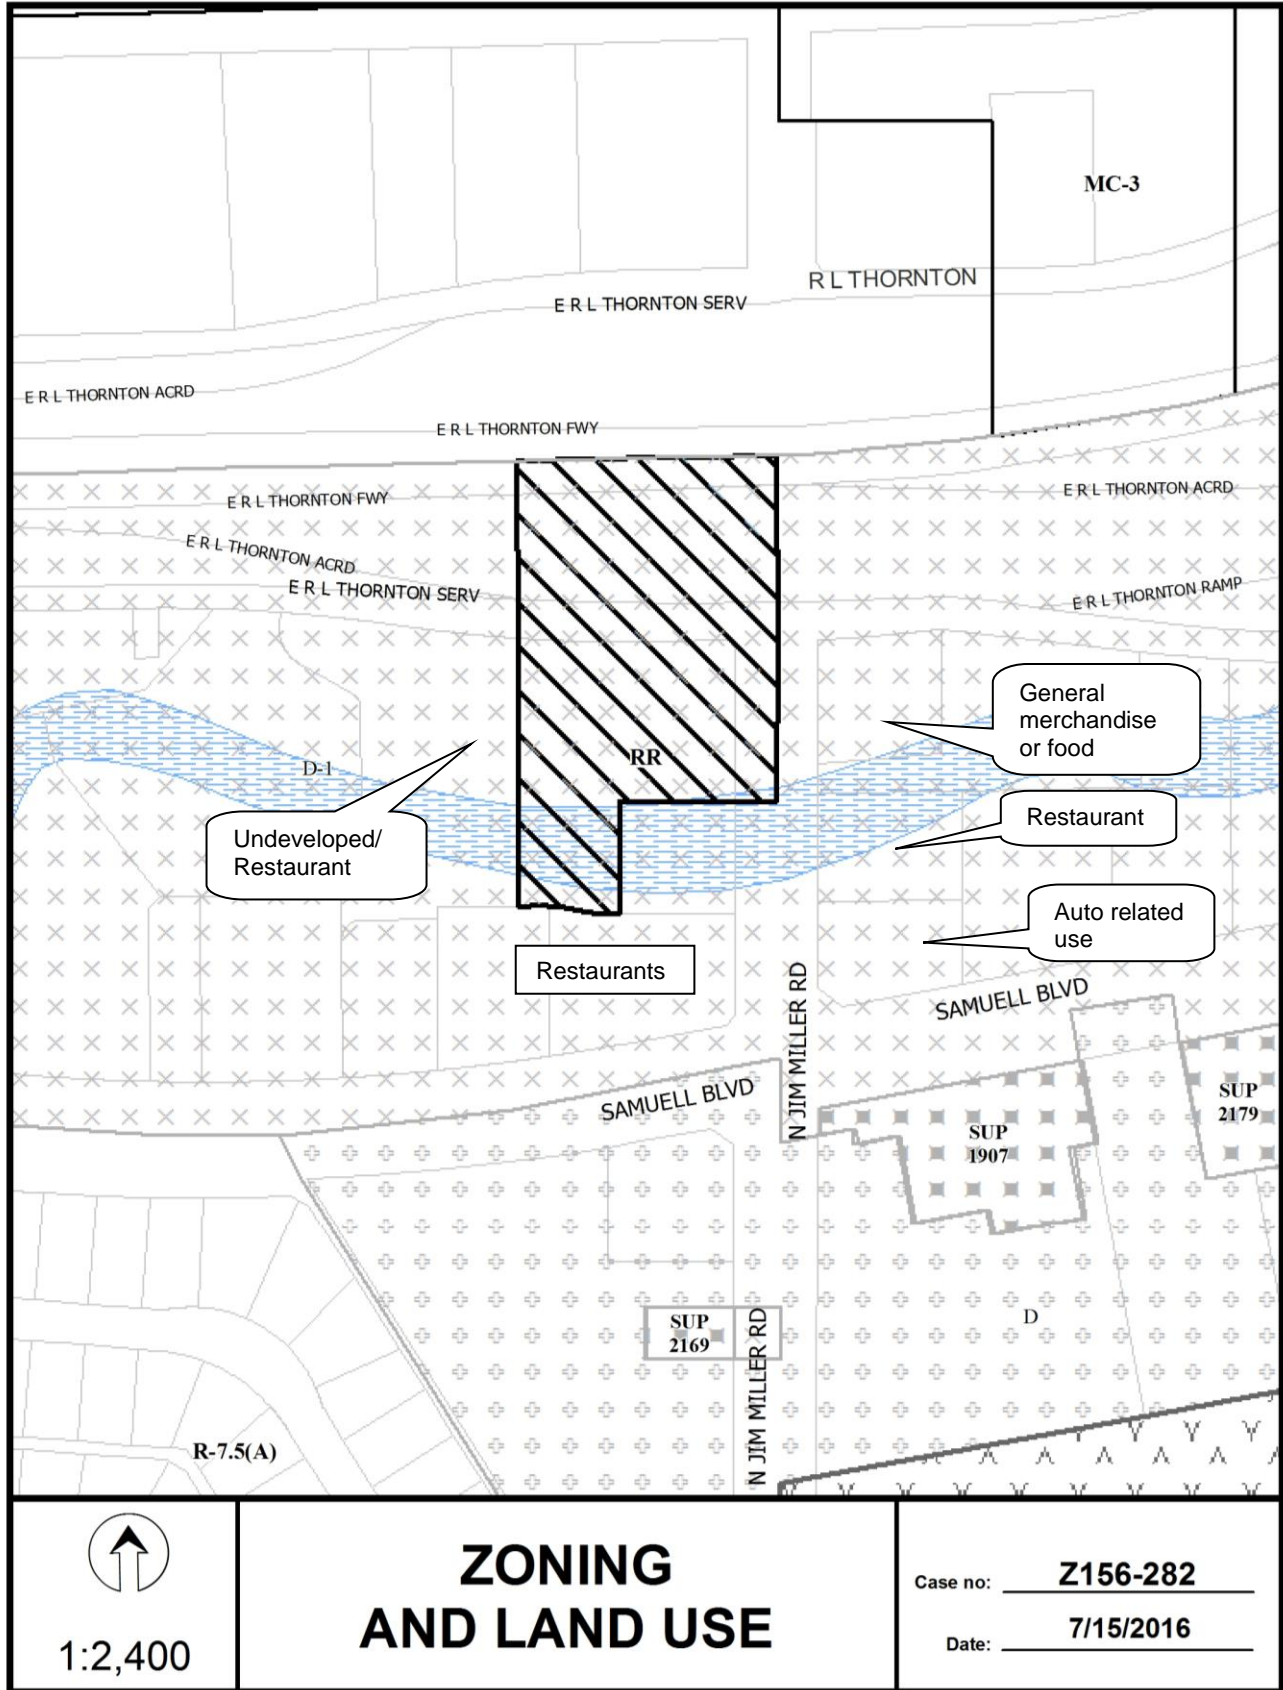 MC-3
R L THORNTON
E R L THORNTON SERV
E R L THORNTON ACRD
E R L THORNTON FWY
E R L THORNTON FWY
E R L THORNTON ACRD
E R L THORNTON ACRD
E R L THORNTON SERV
E R L THORNTON RAMP
General
merchandise
or food
RR
D-1
Undeveloped/
Restaurant
Restaurant
Auto related
use
Restaurants
N JIM MILLER RD
SAMUELL BLVD
SAMUELL BLVD
SUP
2179
SUP
1907
SUP
2169
D
N JIM MILLER RD
R-7.5(A)
1:2,400
ZONING
AND LAND USE
Case no: Z156-282
Date: 7/15/2016